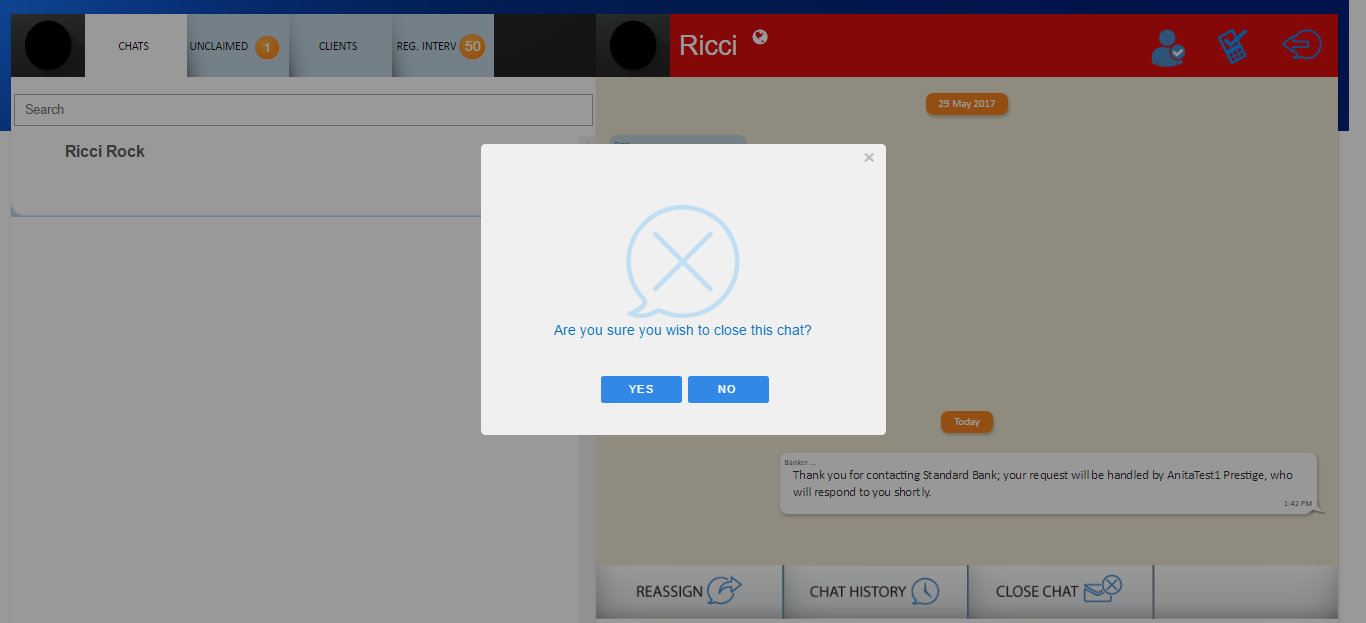 CHATS
UNCLAIMED 1
CLIENTS
REG. INTERV 50
Ricci
Search
Ricci Rock
29 May 2017
×
Are you sure you wish to close this chat?
YES NO
Today
Banker ...
Thank you for contacting Standard Bank; your request will be handled by AnitaTest1 Prestige, who
will respond to you shortly.
1:42 PM
REASSIGN
CHAT HISTORY
CLOSE CHAT